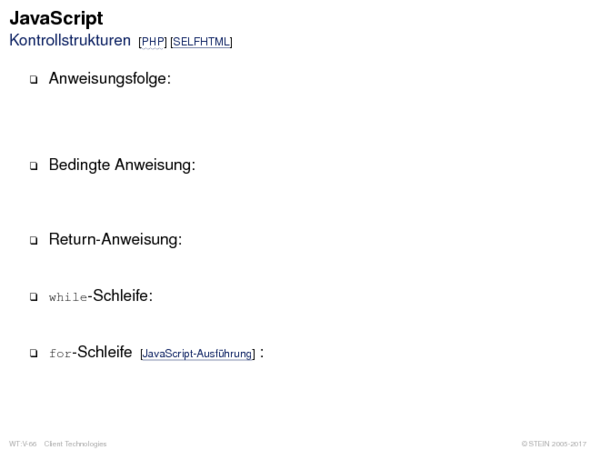 JavaScript
Kontrollstrukturen [PHP] [SELFHTML]
❑ Anweisungsfolge:
❑ Bedingte Anweisung:
❑ Return-Anweisung:
❑ while-Schleife:
❑ for-Schleife [JavaScript-Ausführung] :
WT:V-66 Client Technologies © STEIN 2005-2017